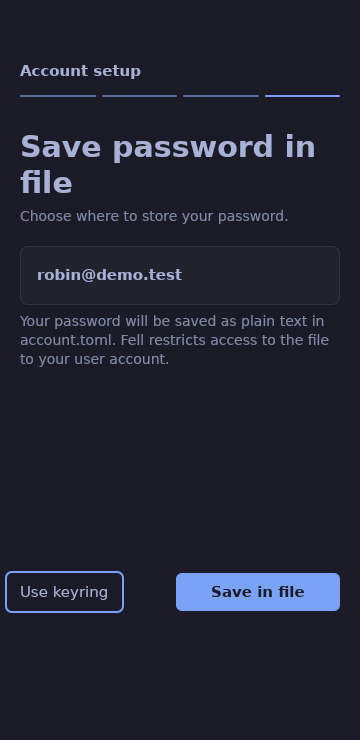 Account setup
Save password in
file
Choose where to store your password.
robin@demo.test
Your password will be saved as plain text in
account.toml. Fell restricts access to the file
to your user account.
Use keyring
Save in file